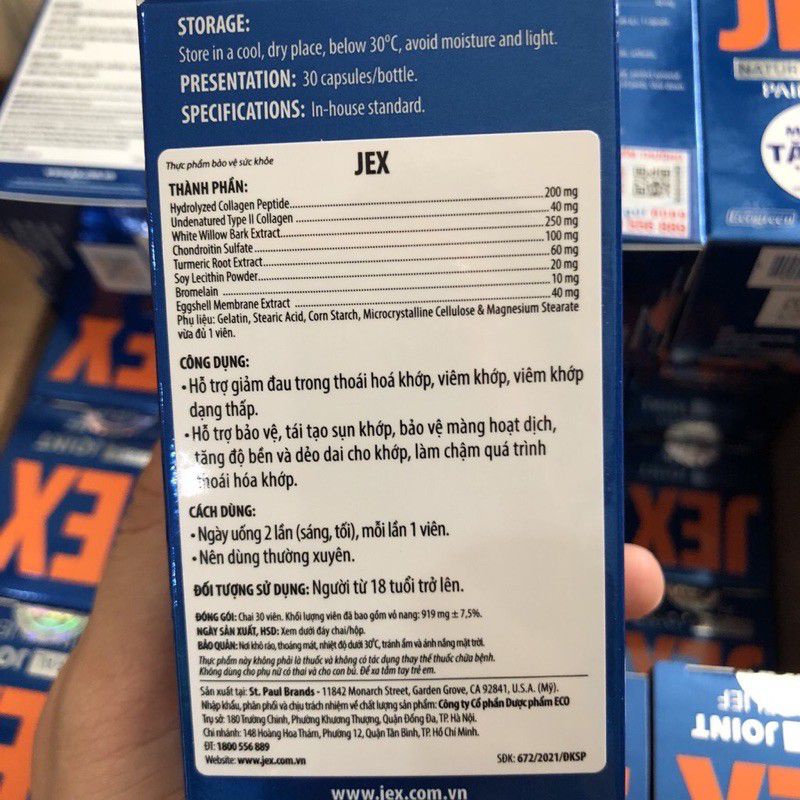 STORAGE:
Store in a cool, dry place, below 30ºC, avoid moisture and light.
PRESENTATION: 30 capsules/bottle.
SPECIFICATIONS: In-house standard.
Thực phẩm bảo vệ sức khỏe
JEX
THÀNH PHẦN:
Hydrolyzed Collagen Peptide 200 mg
Undenatured Type II Collagen 40 mg
White Willow Bark Extract 250 mg
Chondroitin Sulfate 100 mg
Turmeric Root Extract 60 mg
Soy Lecithin Powder 20 mg
Bromelain 10 mg
Eggshell Membrane Extract 40 mg
Phụ liệu: Gelatin, Stearic Acid, Corn Starch, Microcrystalline Cellulose & Magnesium Stearate
vừa đủ 1 viên.
CÔNG DỤNG:
• Hỗ trợ giảm đau trong thoái hoá khớp, viêm khớp, viêm khớp
dạng thấp.
• Hỗ trợ bảo vệ, tái tạo sụn khớp, bảo vệ màng hoạt dịch,
tăng độ bền và dẻo dai cho khớp, làm chậm quá trình
thoái hóa khớp.
CÁCH DÙNG:
• Ngày uống 2 lần (sáng, tối), mỗi lần 1 viên.
• Nên dùng thường xuyên.
ĐỐI TƯỢNG SỬ DỤNG: Người từ 18 tuổi trở lên.
ĐÓNG GÓI: Chai 30 viên. Khối lượng viên đã bao gồm vỏ nang: 919 mg ± 7,5%.
NGÀY SẢN XUẤT, HSD: Xem dưới đáy chai/hộp.
BẢO QUẢN: Nơi khô ráo, thoáng mát, nhiệt độ dưới 30ºC, tránh ẩm và ánh nắng mặt trời.
Thực phẩm này không phải là thuốc và không có tác dụng thay thế thuốc chữa bệnh.
Không dùng cho phụ nữ có thai và cho con bú. Để xa tầm tay trẻ em.
Sản xuất tại: St. Paul Brands - 11842 Monarch Street, Garden Grove, CA 92841, U.S.A. (Mỹ).
Nhập khẩu, phân phối và chịu trách nhiệm về chất lượng sản phẩm: Công ty Cổ phần Dược phẩm ECO
Trụ sở: 180 Trường Chinh, Phường Khương Thượng, Quận Đống Đa, TP. Hà Nội.
Chi nhánh: 148 Hoàng Hoa Thám, Phường 12, Quận Tân Bình, TP. Hồ Chí Minh.
ĐT: 1800 556 889
Website: www.jex.com.vn
SĐK: 672/2021/ĐKSP
www.jex.com.vn
JEX
JOINT
JEX
JEX
JOINT
JEX